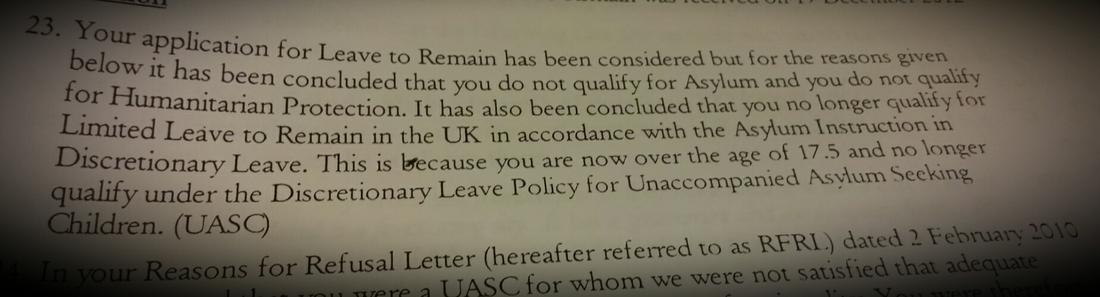 23. Your application for Leave to Remain has been considered but for the reasons given
below it has been concluded that you do not qualify for Asylum and you do not qualify
for Humanitarian Protection. It has also been concluded that you no longer qualify for
Limited Leave to Remain in the UK in accordance with the Asylum Instruction in
Discretionary Leave. This is because you are now over the age of 17.5 and no longer
qualify under the Discretionary Leave Policy for Unaccompanied Asylum Seeking
Children. (UASC)
In your Reasons for Refusal Letter (hereafter referred to as RFRL) dated 2 February 2010
you were a UASC for whom we were not satisfied that adequate